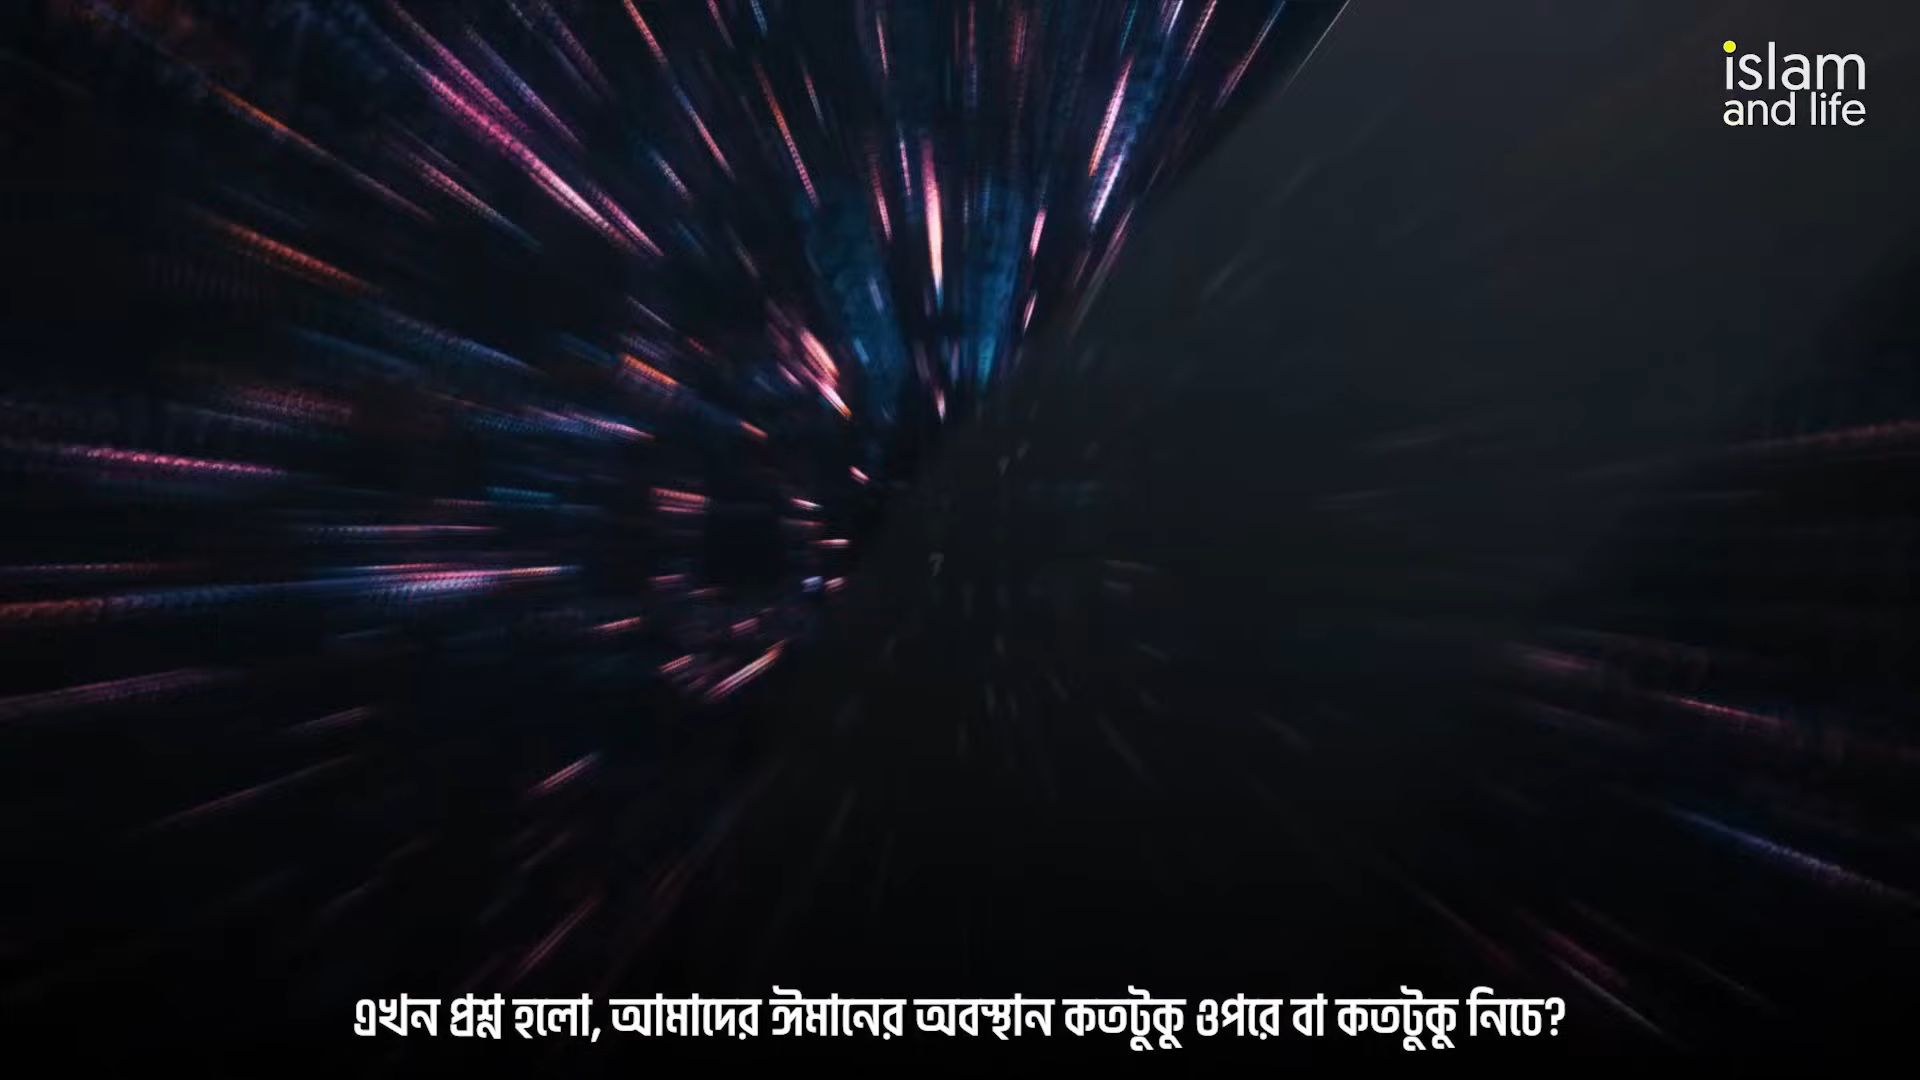 islam
and life
এখন প্রশ্ন হলো, আমাদের ঈমানের অবস্থান কতটুকু ওপরে বা কতটুকু নিচে?